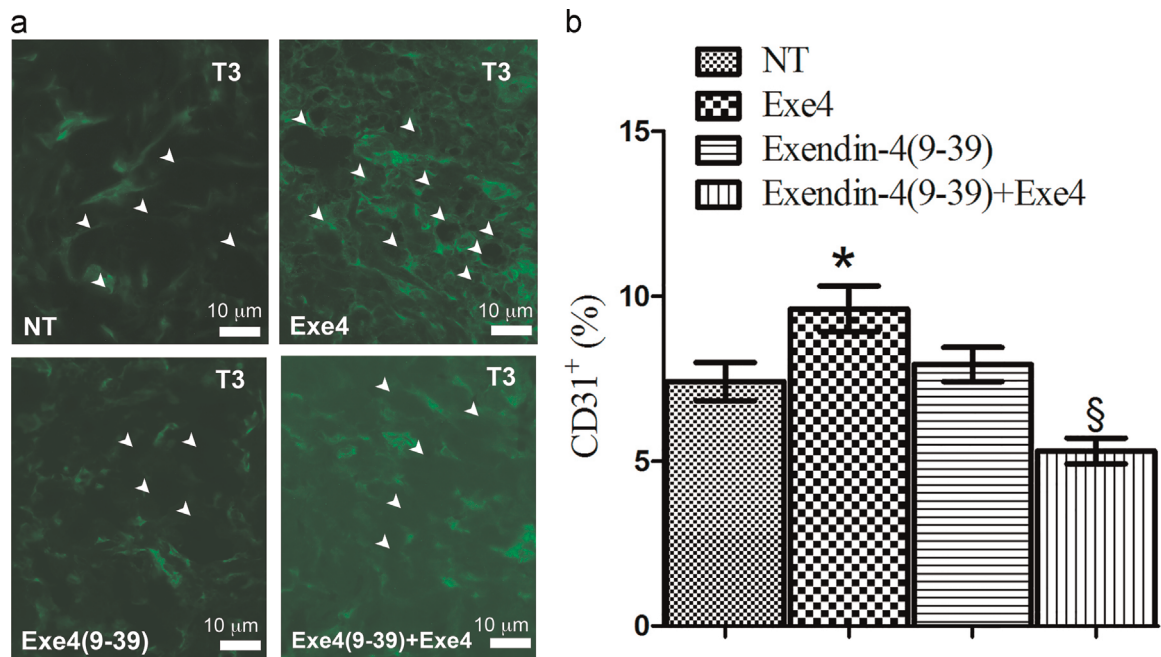 a
T3
NT
10 μm
T3
Exe4
10 μm
T3
Exe4(9-39)
10 μm
T3
Exe4(9-39)+Exe4
10 μm
b
NT
Exe4
Exendin-4(9-39)
Exendin-4(9-39)+Exe4
CD31+ (%)
15
10
5
0
*
§